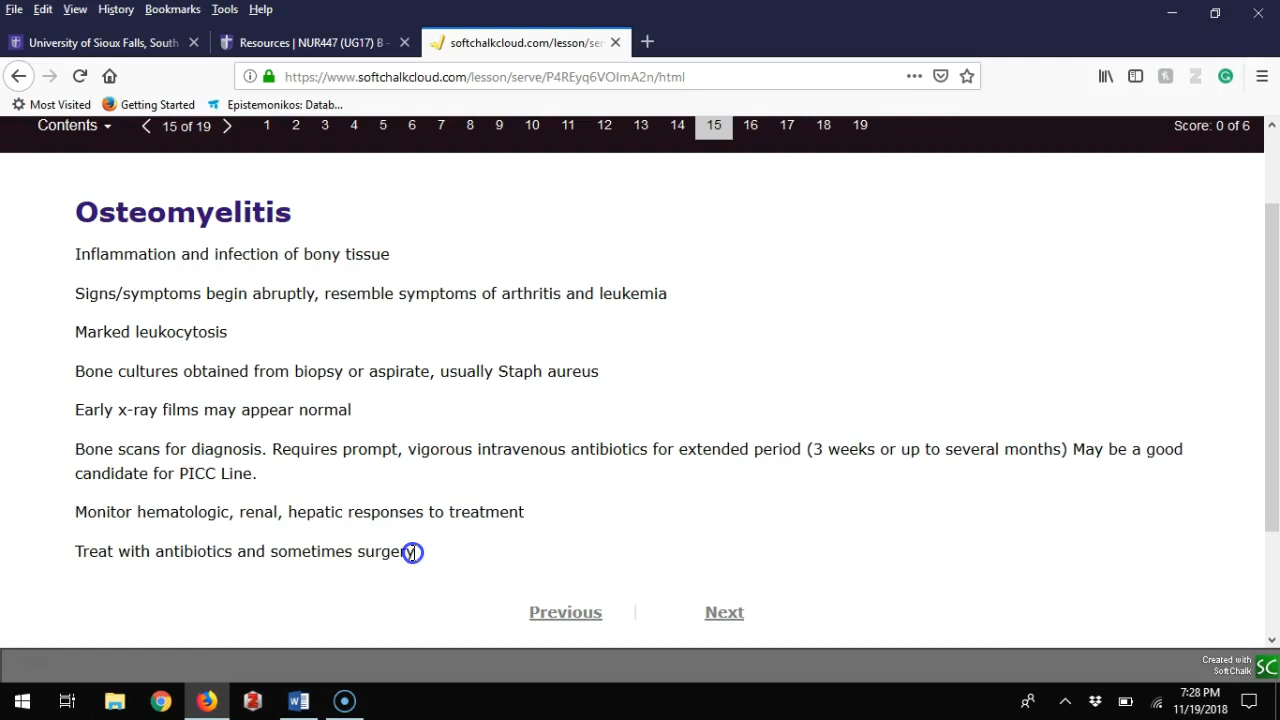 File Edit View History Bookmarks Tools Help
University of Sioux Falls, South
Resources | NUR447 (UG17) B -
softchalkcloud.com/lesson/ser
https://www.softchalkcloud.com/lesson/serve/P4REyq6VOImA2n/html
Most Visited Getting Started Epistemonikos: Datab...
Contents 15 of 19 1 2 3 4 5 6 7 8 9 10 11 12 13 14 15 16 17 18 19 Score: 0 of 6
Osteomyelitis
Inflammation and infection of bony tissue
Signs/symptoms begin abruptly, resemble symptoms of arthritis and leukemia
Marked leukocytosis
Bone cultures obtained from biopsy or aspirate, usually Staph aureus
Early x-ray films may appear normal
Bone scans for diagnosis. Requires prompt, vigorous intravenous antibiotics for extended period (3 weeks or up to several months) May be a good
candidate for PICC Line.
Monitor hematologic, renal, hepatic responses to treatment
Treat with antibiotics and sometimes surgery
Previous | Next
Created with
SoftChalk
SC
7:28 PM
11/19/2018